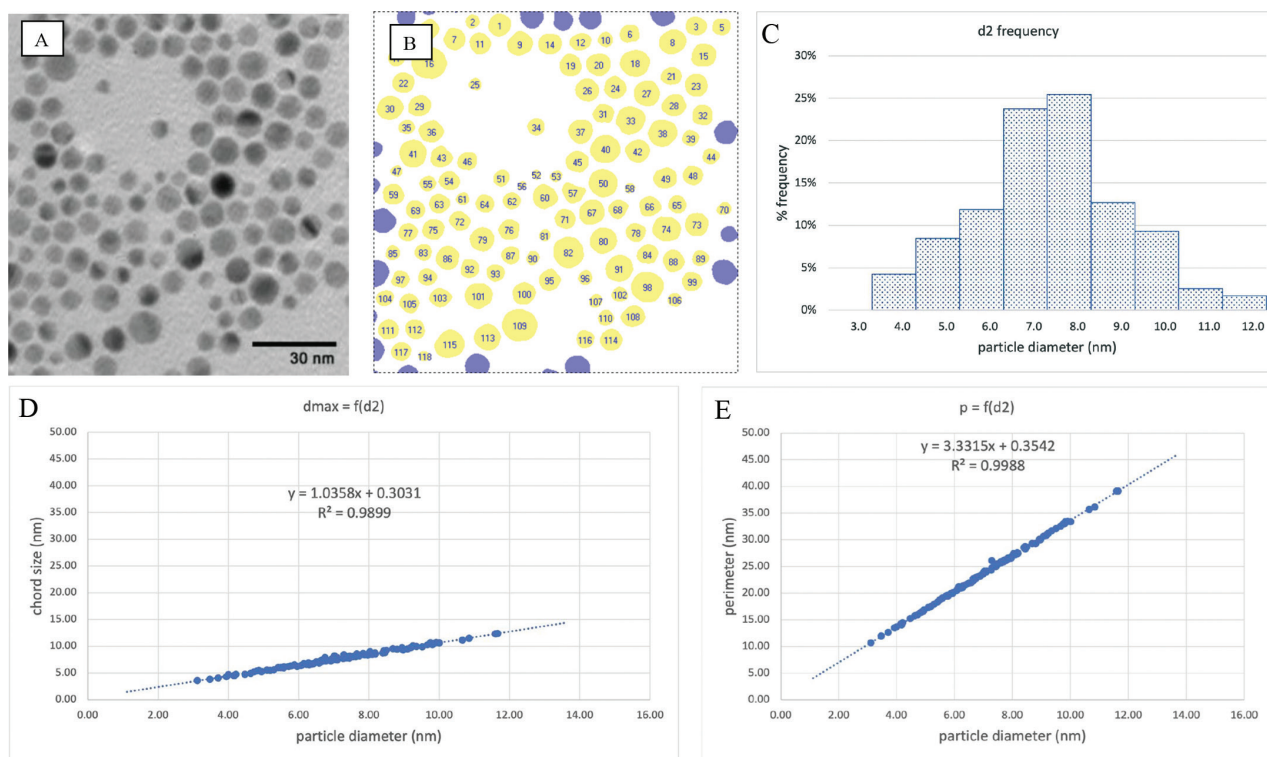 A
30 nm
B
2 1 3 5
7 11 9 14 12 10 6 8
16 19 20 18 15
22 25 26 24 27 21 23
30 29 31 28
35 36 34 37 33 38 32
41 43 46 45 40 42 39 44
47 55 54 51 56 52 53 50 58 49 48
59 69 63 61 64 62 60 57 67 68 66 65 70
77 75 72 79 76 81 71 80 78 74 73
85 83 86 87 90 82 84 88 89
97 94 92 93 95 96 91 98 99
104 105 103 101 100 107 102 106
111 112 109 110 108
117 118 115 113 116 114
C
d2 frequency
% frequency
30%
25%
20%
15%
10%
5%
0%
3.0 4.0 5.0 6.0 7.0 8.0 9.0 10.0 11.0 12.0
particle diameter (nm)
D
dmax = f(d2)
y = 1.0358x + 0.3031
R² = 0.9899
chord size (nm)
50.00
45.00
40.00
35.00
30.00
25.00
20.00
15.00
10.00
5.00
0.00
0.00 2.00 4.00 6.00 8.00 10.00 12.00 14.00 16.00
particle diameter (nm)
E
p = f(d2)
y = 3.3315x + 0.3542
R² = 0.9988
perimeter (nm)
50.00
45.00
40.00
35.00
30.00
25.00
20.00
15.00
10.00
5.00
0.00
0.00 2.00 4.00 6.00 8.00 10.00 12.00 14.00 16.00
particle diameter (nm)